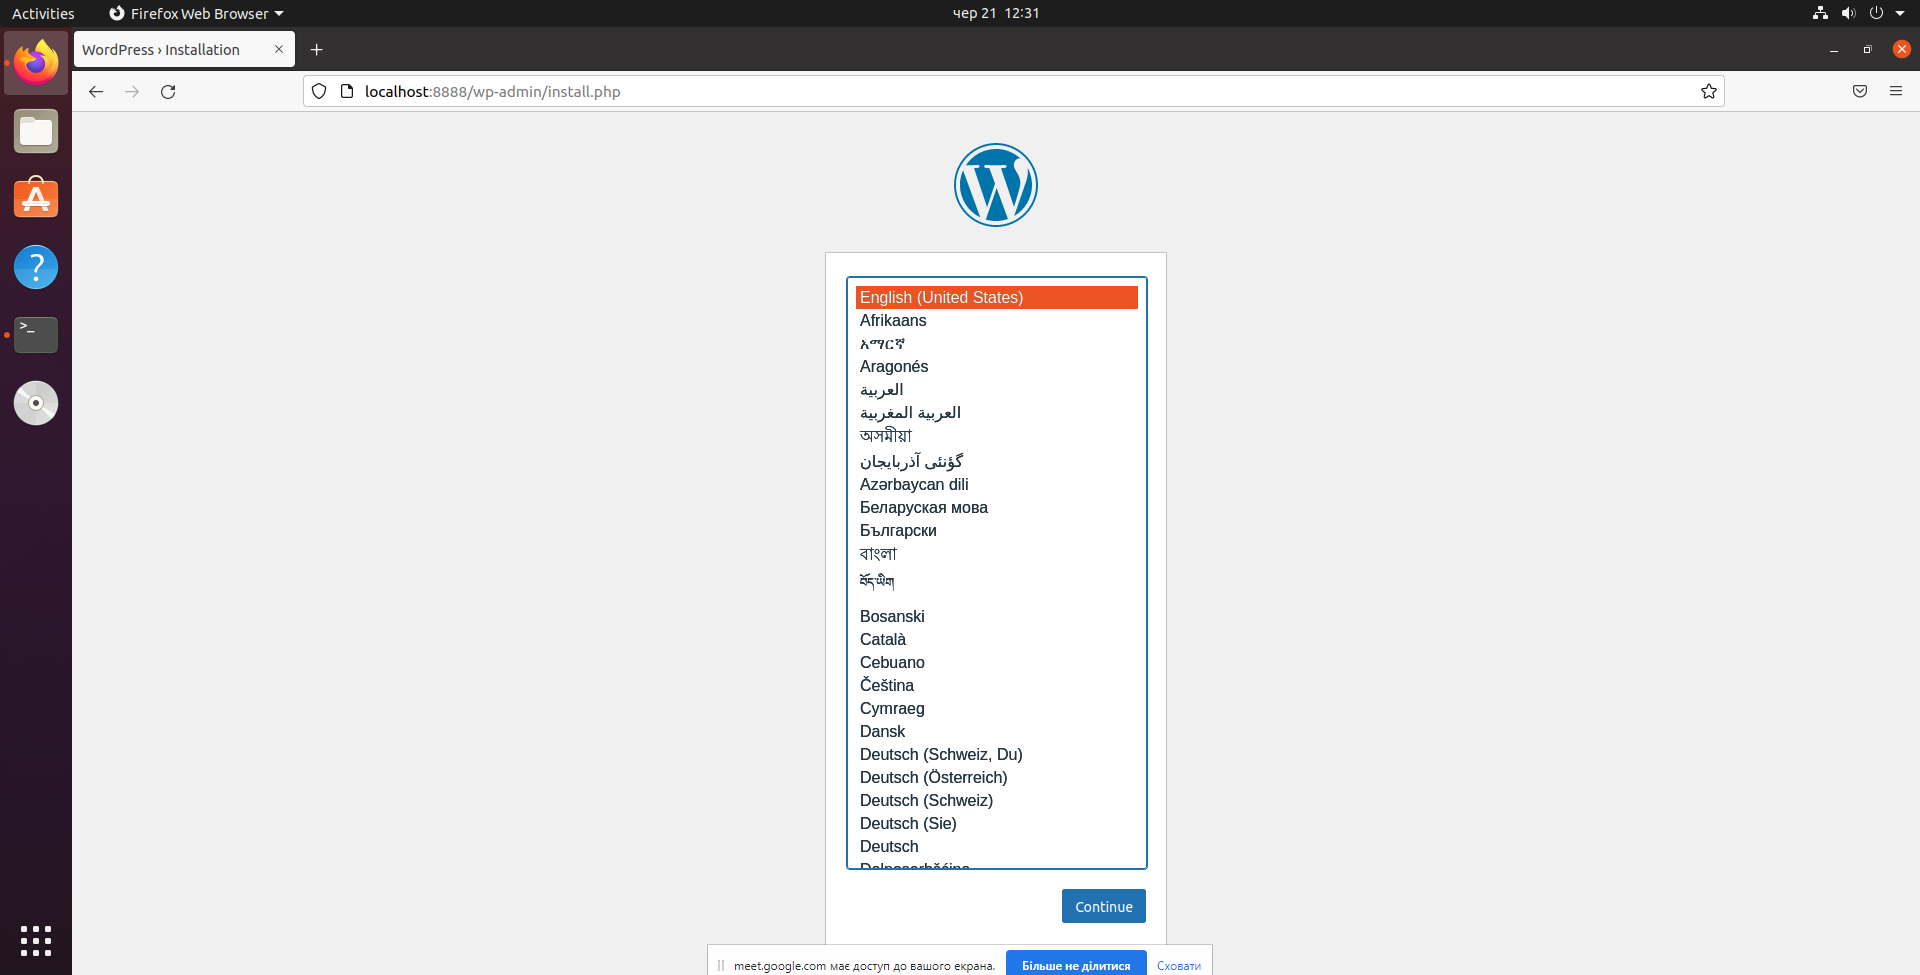 Activities
Firefox Web Browser
чер 21 12:31
WordPress › Installation
localhost:8888/wp-admin/install.php
English (United States)
Afrikaans
አማርኛ
Aragonés
العربية
العربية المغربية
অসমীয়া
گؤنئی آذربایجان
Azərbaycan dili
Беларуская мова
Български
বাংলা
བོད་ཡིག
Bosanski
Català
Cebuano
Čeština
Cymraeg
Dansk
Deutsch (Schweiz, Du)
Deutsch (Österreich)
Deutsch (Schweiz)
Deutsch (Sie)
Deutsch
Continue
meet.google.com має доступ до вашого екрана.
Більше не ділитися
Сховати